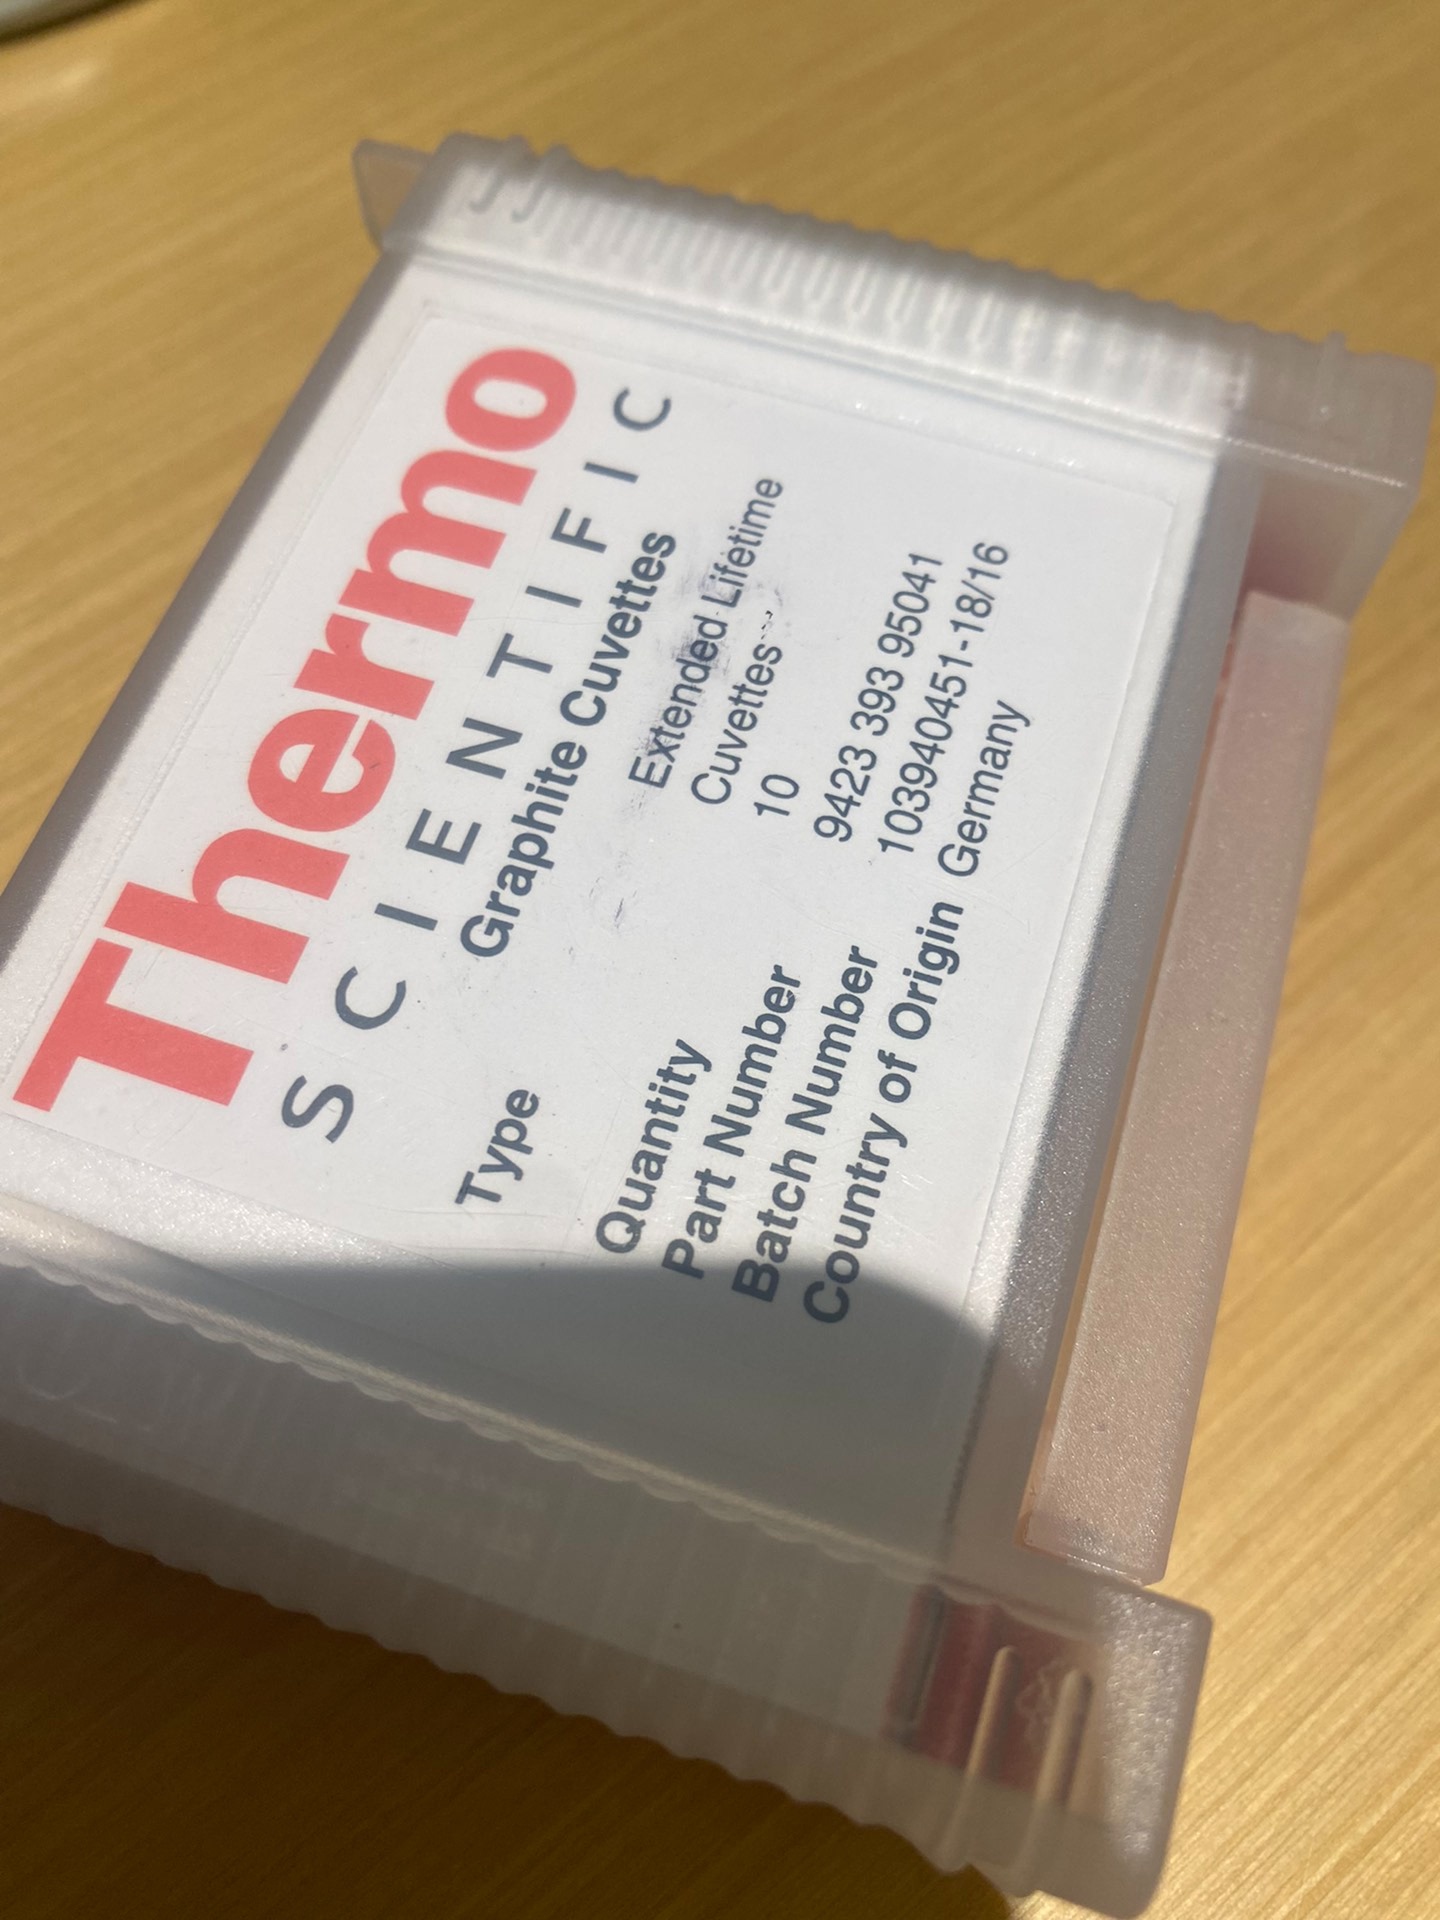 Thermo
SCIENTIFIC
Type Graphite Cuvettes
Extended Lifetime
Cuvettes
Quantity 10
Part Number 9423 393 95041
Batch Number 103940451-18/16
Country of Origin Germany